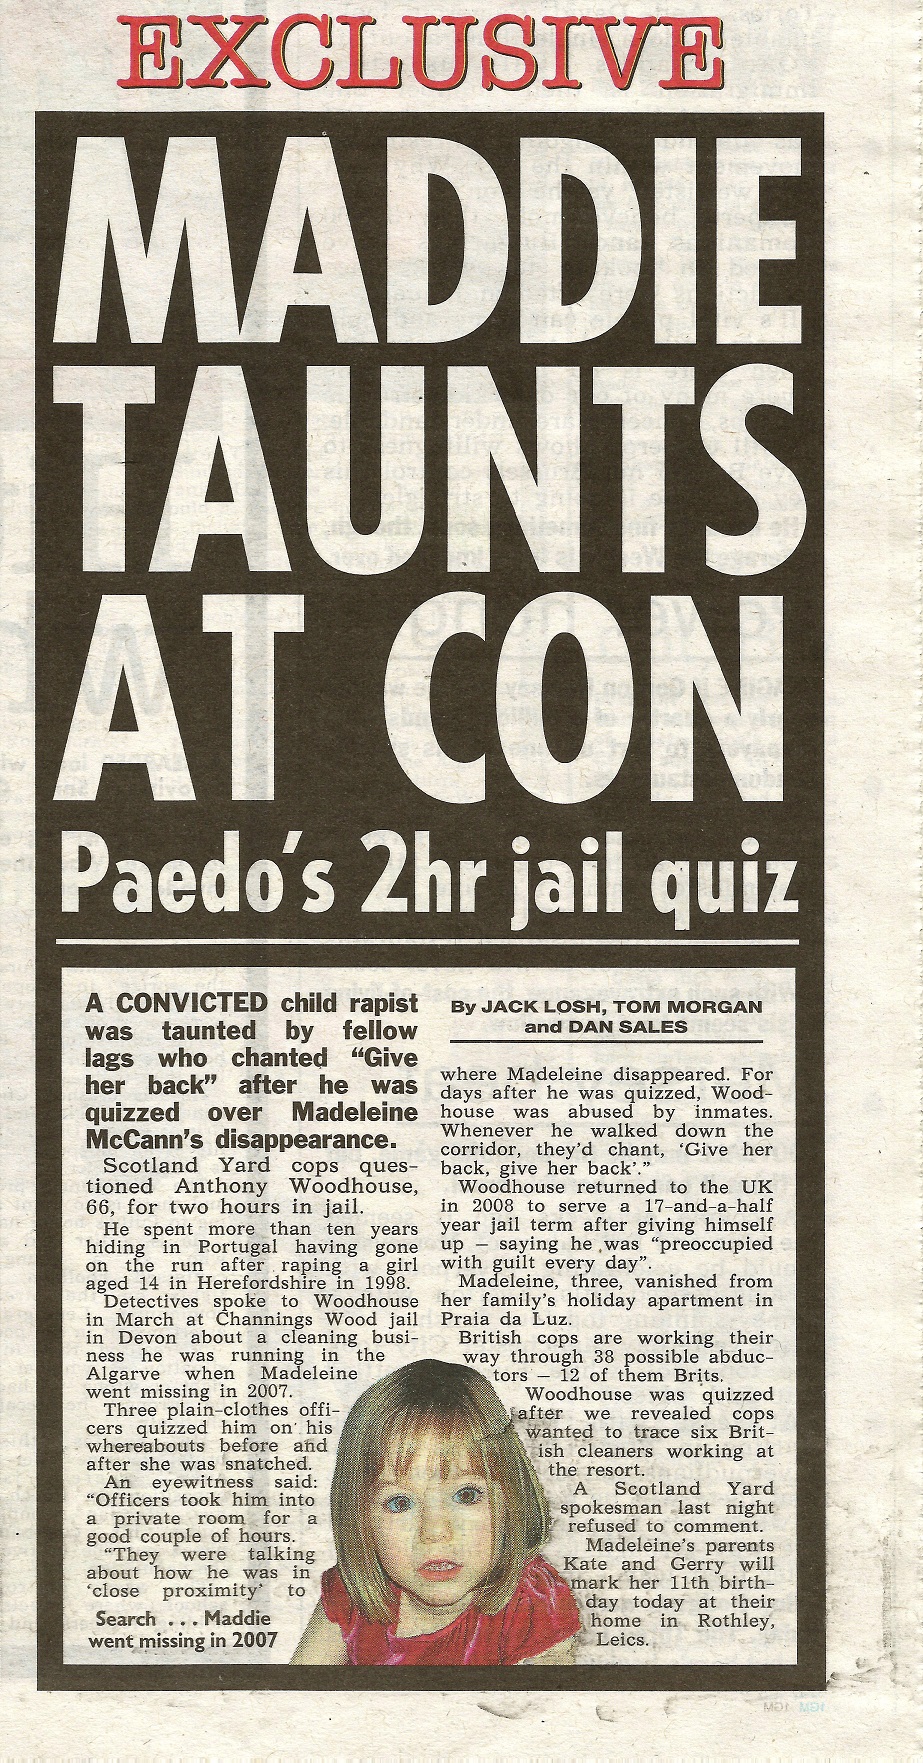 EXCLUSIVE
MADDIE
TAUNTS
AT CON
Paedo's 2hr jail quiz
A CONVICTED child rapist
was taunted by fellow
lags who chanted “Give
her back” after he was
quizzed over Madeleine
McCann's disappearance.
Scotland Yard cops ques-
tioned Anthony Woodhouse,
66, for two hours in jail.
He spent more than ten years
hiding in Portugal having gone
on the run after raping a girl
aged 14 in Herefordshire in 1998.
Detectives spoke to Woodhouse
in March at Channings Wood jail
in Devon about a cleaning busi-
ness he was running in the
Algarve when Madeleine
went missing in 2007.
Three plain-clothes offi-
cers quizzed him on his
whereabouts before and
after she was snatched.
An eyewitness said:
“Officers took him into
a private room for a
good couple of hours.
“They were talking
about how he was in
‘close proximity’ to
Search . . . Maddie
went missing in 2007
By JACK LOSH, TOM MORGAN
and DAN SALES
where Madeleine disappeared. For
days after he was quizzed, Wood-
house was abused by inmates.
Whenever he walked down the
corridor, they'd chant, ‘Give her
back, give her back’.”
Woodhouse returned to the UK
in 2008 to serve a 17-and-a-half
year jail term after giving himself
up — saying he was “preoccupied
with guilt every day”.
Madeleine, three, vanished from
her family's holiday apartment in
Praia da Luz.
British cops are working their
way through 38 possible abduc-
tors — 12 of them Brits.
Woodhouse was quizzed
after we revealed cops
wanted to trace six Brit-
ish cleaners working at
the resort.
A Scotland Yard
spokesman last night
refused to comment.
Madeleine's parents
Kate and Gerry will
mark her 11th birth-
day today at their
home in Rothley,
Leics.